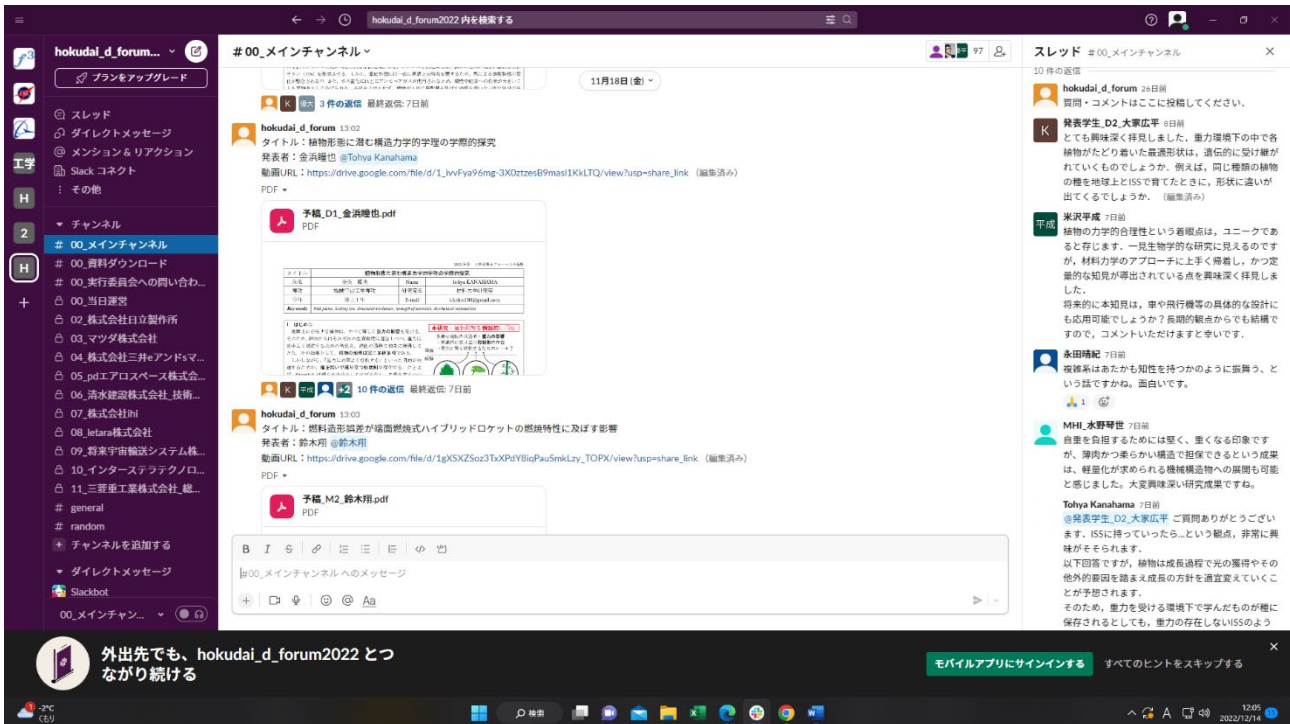 hokudai_d_forum2022 内を検索する
hokudai_d_forum...
プランをアップグレード
スレッド
ダイレクトメッセージ
メンション & リアクション
Slack コネクト
その他
チャンネル
# 00_メインチャンネル
# 00_資料ダウンロード
# 00_実行委員会への問い合わ...
00_当日運営
02_株式会社日立製作所
03_マツダ株式会社
04_株式会社三井eアンドsマ...
05_pdエアロスペース株式会...
06_清水建設株式会社_技術...
07_株式会社ihi
08_letara株式会社
09_将来宇宙輸送システム株...
10_インターステラテクノロ...
11_三菱重工業株式会社_総...
# general
# random
+ チャンネルを追加する
ダイレクトメッセージ
Slackbot
00_メインチャン...
工学
H
2
H
+
# 00_メインチャンネル
97
11月18日 (金)
K
3 件の返信 最終返信: 7日前
hokudai_d_forum 13:02
タイトル：植物形態に潜む構造力学的学理の学際的探究
発表者：金浜瞳也 @Tohya Kanahama
動画URL：https://drive.google.com/file/d/1_ivvFya96mg-3X0ztzesB9masi1KkLTQ/view?usp=share_link （編集済み）
PDF
予稿_D1_金浜瞳也.pdf
PDF
K 平成 +2 10 件の返信 最終返信: 7日前
hokudai_d_forum 13:03
タイトル：燃料造形誤差が端面燃焼式ハイブリッドロケットの燃焼特性に及ぼす影響
発表者：鈴木翔 @鈴木翔
動画URL：https://drive.google.com/file/d/1gXSXZSoz3TxXPdY8iqPauSmkLzy_TOPX/view?usp=share_link （編集済み）
PDF
予稿_M2_鈴木翔.pdf
PDF
B I S
#00_メインチャンネル へのメッセージ
+ @ Aa
スレッド # 00_メインチャンネル
10 件の返信
hokudai_d_forum 26日前
質問・コメントはここに投稿してください．
K
発表学生_D2_大家広平 8日前
とても興味深く拝見しました．重力環境下の中で各
植物がたどり着いた最適形状は，遺伝的に受け継が
れていくものでしょうか．例えば，同じ種類の植物
の種を地球上とISSで育てたときに，形状に違いが
出てくるでしょうか． （編集済み）
平成
米沢平成 7日前
植物の力学的合理性という着眼点は，ユニークであ
ると存じます．一見生物学的な研究に見えるのです
が，材料力学のアプローチに上手く帰着し，かつ定
量的な知見が導出されている点を興味深く拝見しま
した．
将来的に本知見は，車や飛行機等の具体的な設計に
も応用可能でしょうか？長期的観点からでも結構で
すので，コメントいただけますと幸いです．
永田晴紀 7日前
複雑系はあたかも知性を持つかのように振舞う、と
いう話ですかね。面白いです。
1
MHI_水野琴世 7日前
自重を負担するためには堅く、重くなる印象です
が、薄肉かつ柔らかい構造で担保できるという成果
は、軽量化が求められる機械構造物への展開も可能
と感じました。大変興味深い研究成果ですね。
Tohya Kanahama 7日前
@発表学生_D2_大家広平 ご質問ありがとうござい
ます．ISSに持っていったら...という観点，非常に興
味がそそられます．
以下回答ですが，植物は成長過程で光の獲得やその
他外的要因を踏まえ成長の方針を適宜変えていくこ
とが予想されます．
そのため，重力を受ける環境下で学んだものが種に
保存されるとしても，重力の存在しないISSのよう
外出先でも、hokudai_d_forum2022 とつ
ながり続ける
モバイルアプリにサインインする
すべてのヒントをスキップする
-2℃
くもり
検索
A
12:05
2022/12/14